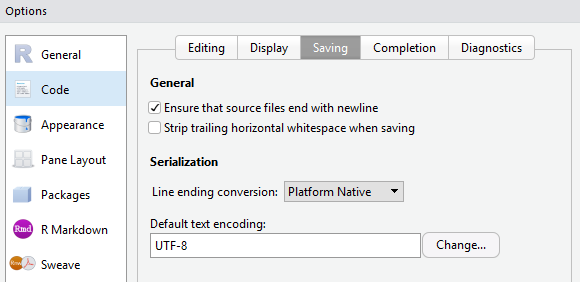 Options
General
Code
Appearance
Pane Layout
Packages
Rmd R Markdown
Sweave
Editing Display Saving Completion Diagnostics
General
Ensure that source files end with newline
Strip trailing horizontal whitespace when saving
Serialization
Line ending conversion: Platform Native
Default text encoding:
UTF-8 Change...